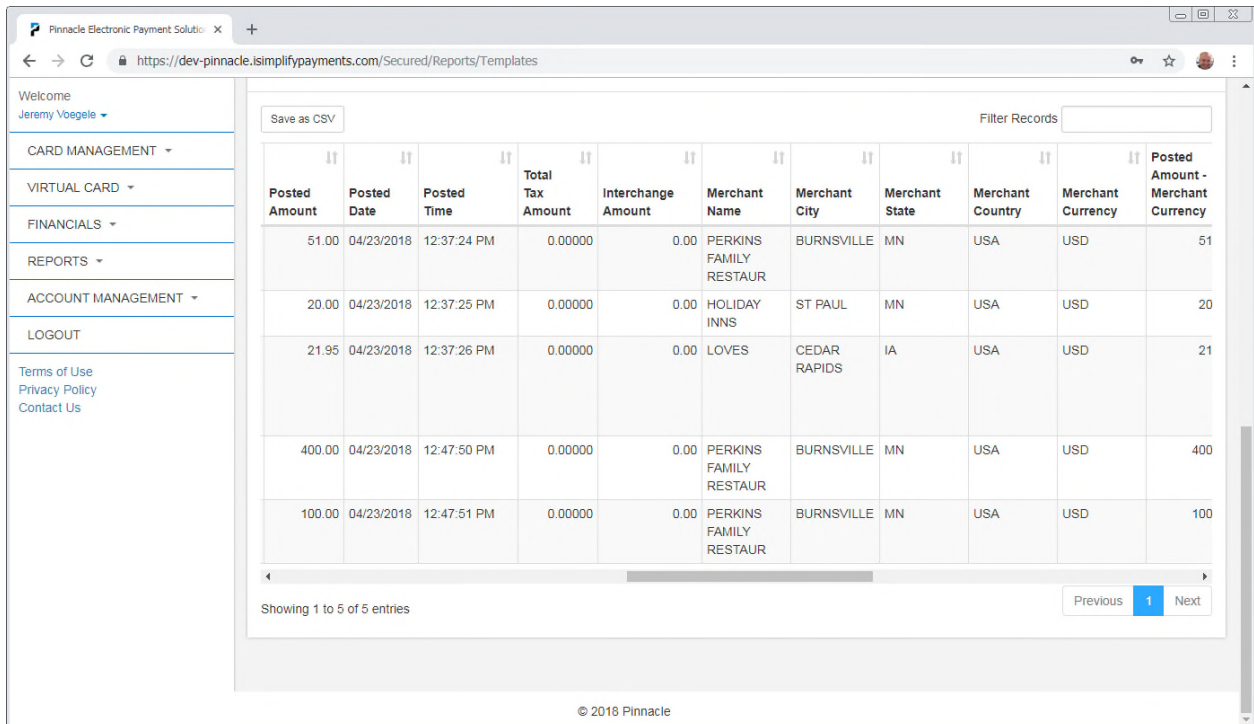 Pinnacle Electronic Payment Solutio
https://dev-pinnacle.isimplifypayments.com/Secured/Reports/Templates
Welcome
Jeremy Voegele
CARD MANAGEMENT
VIRTUAL CARD
FINANCIALS
REPORTS
ACCOUNT MANAGEMENT
LOGOUT
Terms of Use
Privacy Policy
Contact Us
Save as CSV
Filter Records
Posted Amount Posted Date Posted Time Total Tax Amount Interchange Amount Merchant Name Merchant City Merchant State Merchant Country Merchant Currency Posted Amount - Merchant Currency
51.00 04/23/2018 12:37:24 PM 0.00000 0.00 PERKINS FAMILY RESTAUR BURNSVILLE MN USA USD 51
20.00 04/23/2018 12:37:25 PM 0.00000 0.00 HOLIDAY INNS ST PAUL MN USA USD 20
21.95 04/23/2018 12:37:26 PM 0.00000 0.00 LOVES CEDAR RAPIDS IA USA USD 21
400.00 04/23/2018 12:47:50 PM 0.00000 0.00 PERKINS FAMILY RESTAUR BURNSVILLE MN USA USD 400
100.00 04/23/2018 12:47:51 PM 0.00000 0.00 PERKINS FAMILY RESTAUR BURNSVILLE MN USA USD 100
Showing 1 to 5 of 5 entries
Previous 1 Next
© 2018 Pinnacle